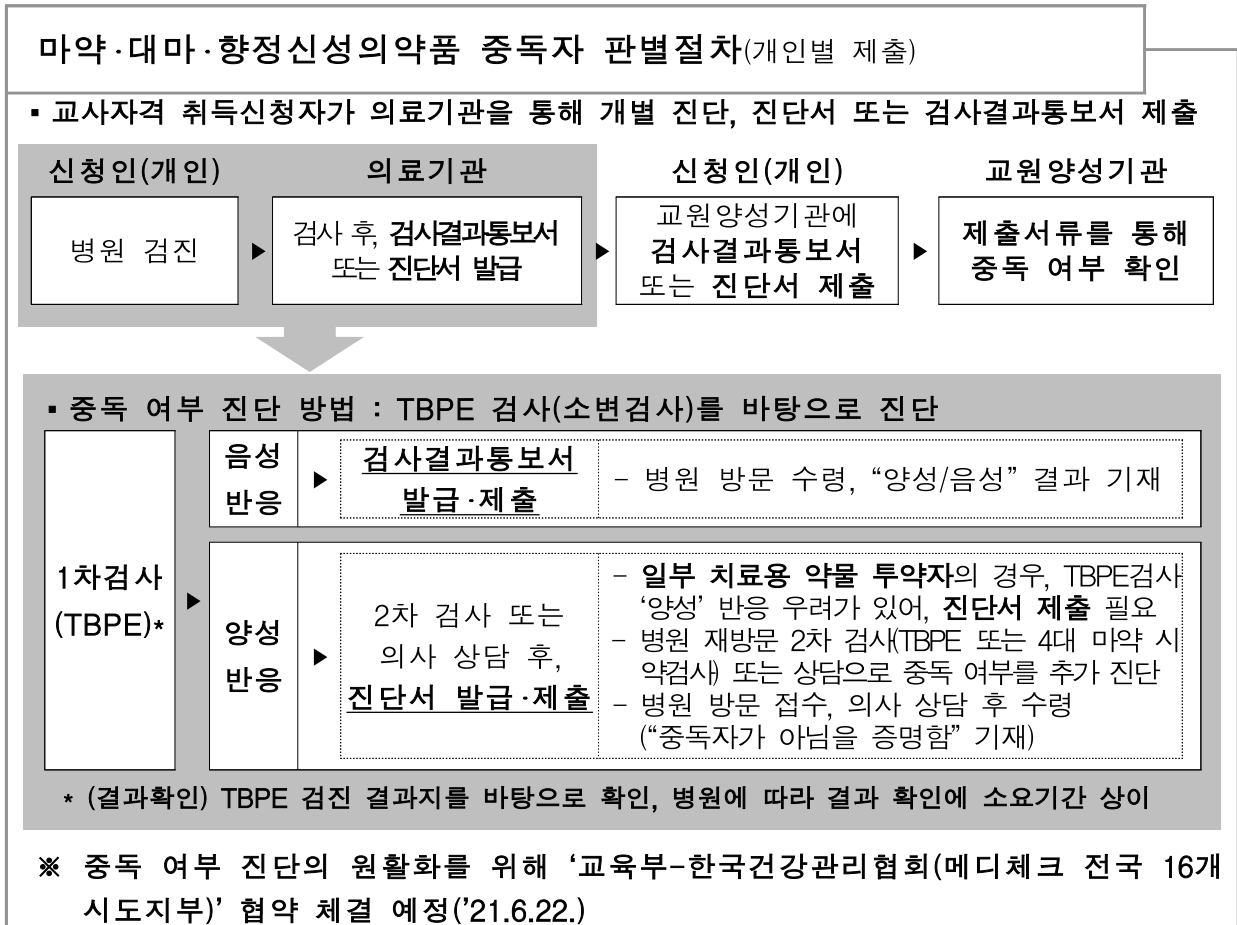 마약·대마·향정신성의약품 중독자 판별절차(개인별 제출)
▪ 교사자격 취득신청자가 의료기관을 통해 개별 진단, 진단서 또는 검사결과통보서 제출
신청인(개인)
병원 검진
▶
의료기관
검사 후, 검사결과통보서
또는 진단서 발급
▶
신청인(개인)
교원양성기관에
검사결과통보서
또는 진단서 제출
▶
교원양성기관
제출서류를 통해
중독 여부 확인
▪ 중독 여부 진단 방법 : TBPE 검사(소변검사)를 바탕으로 진단
1차검사
(TBPE)*
▶
음성
반응
▶
검사결과통보서
발급·제출
- 병원 방문 수령, “양성/음성” 결과 기재
양성
반응
▶
2차 검사 또는
의사 상담 후,
진단서 발급·제출
- 일부 치료용 약물 투약자의 경우, TBPE검사
‘양성’ 반응 우려가 있어, 진단서 제출 필요
- 병원 재방문 2차 검사(TBPE 또는 4대 마약 시
약검사) 또는 상담으로 중독 여부를 추가 진단
- 병원 방문 접수, 의사 상담 후 수령
(“중독자가 아님을 증명함” 기재)
* (결과확인) TBPE 검진 결과지를 바탕으로 확인, 병원에 따라 결과 확인에 소요기간 상이
※ 중독 여부 진단의 원활화를 위해 ‘교육부-한국건강관리협회(메디체크 전국 16개
시도지부)’ 협약 체결 예정(’21.6.22.)